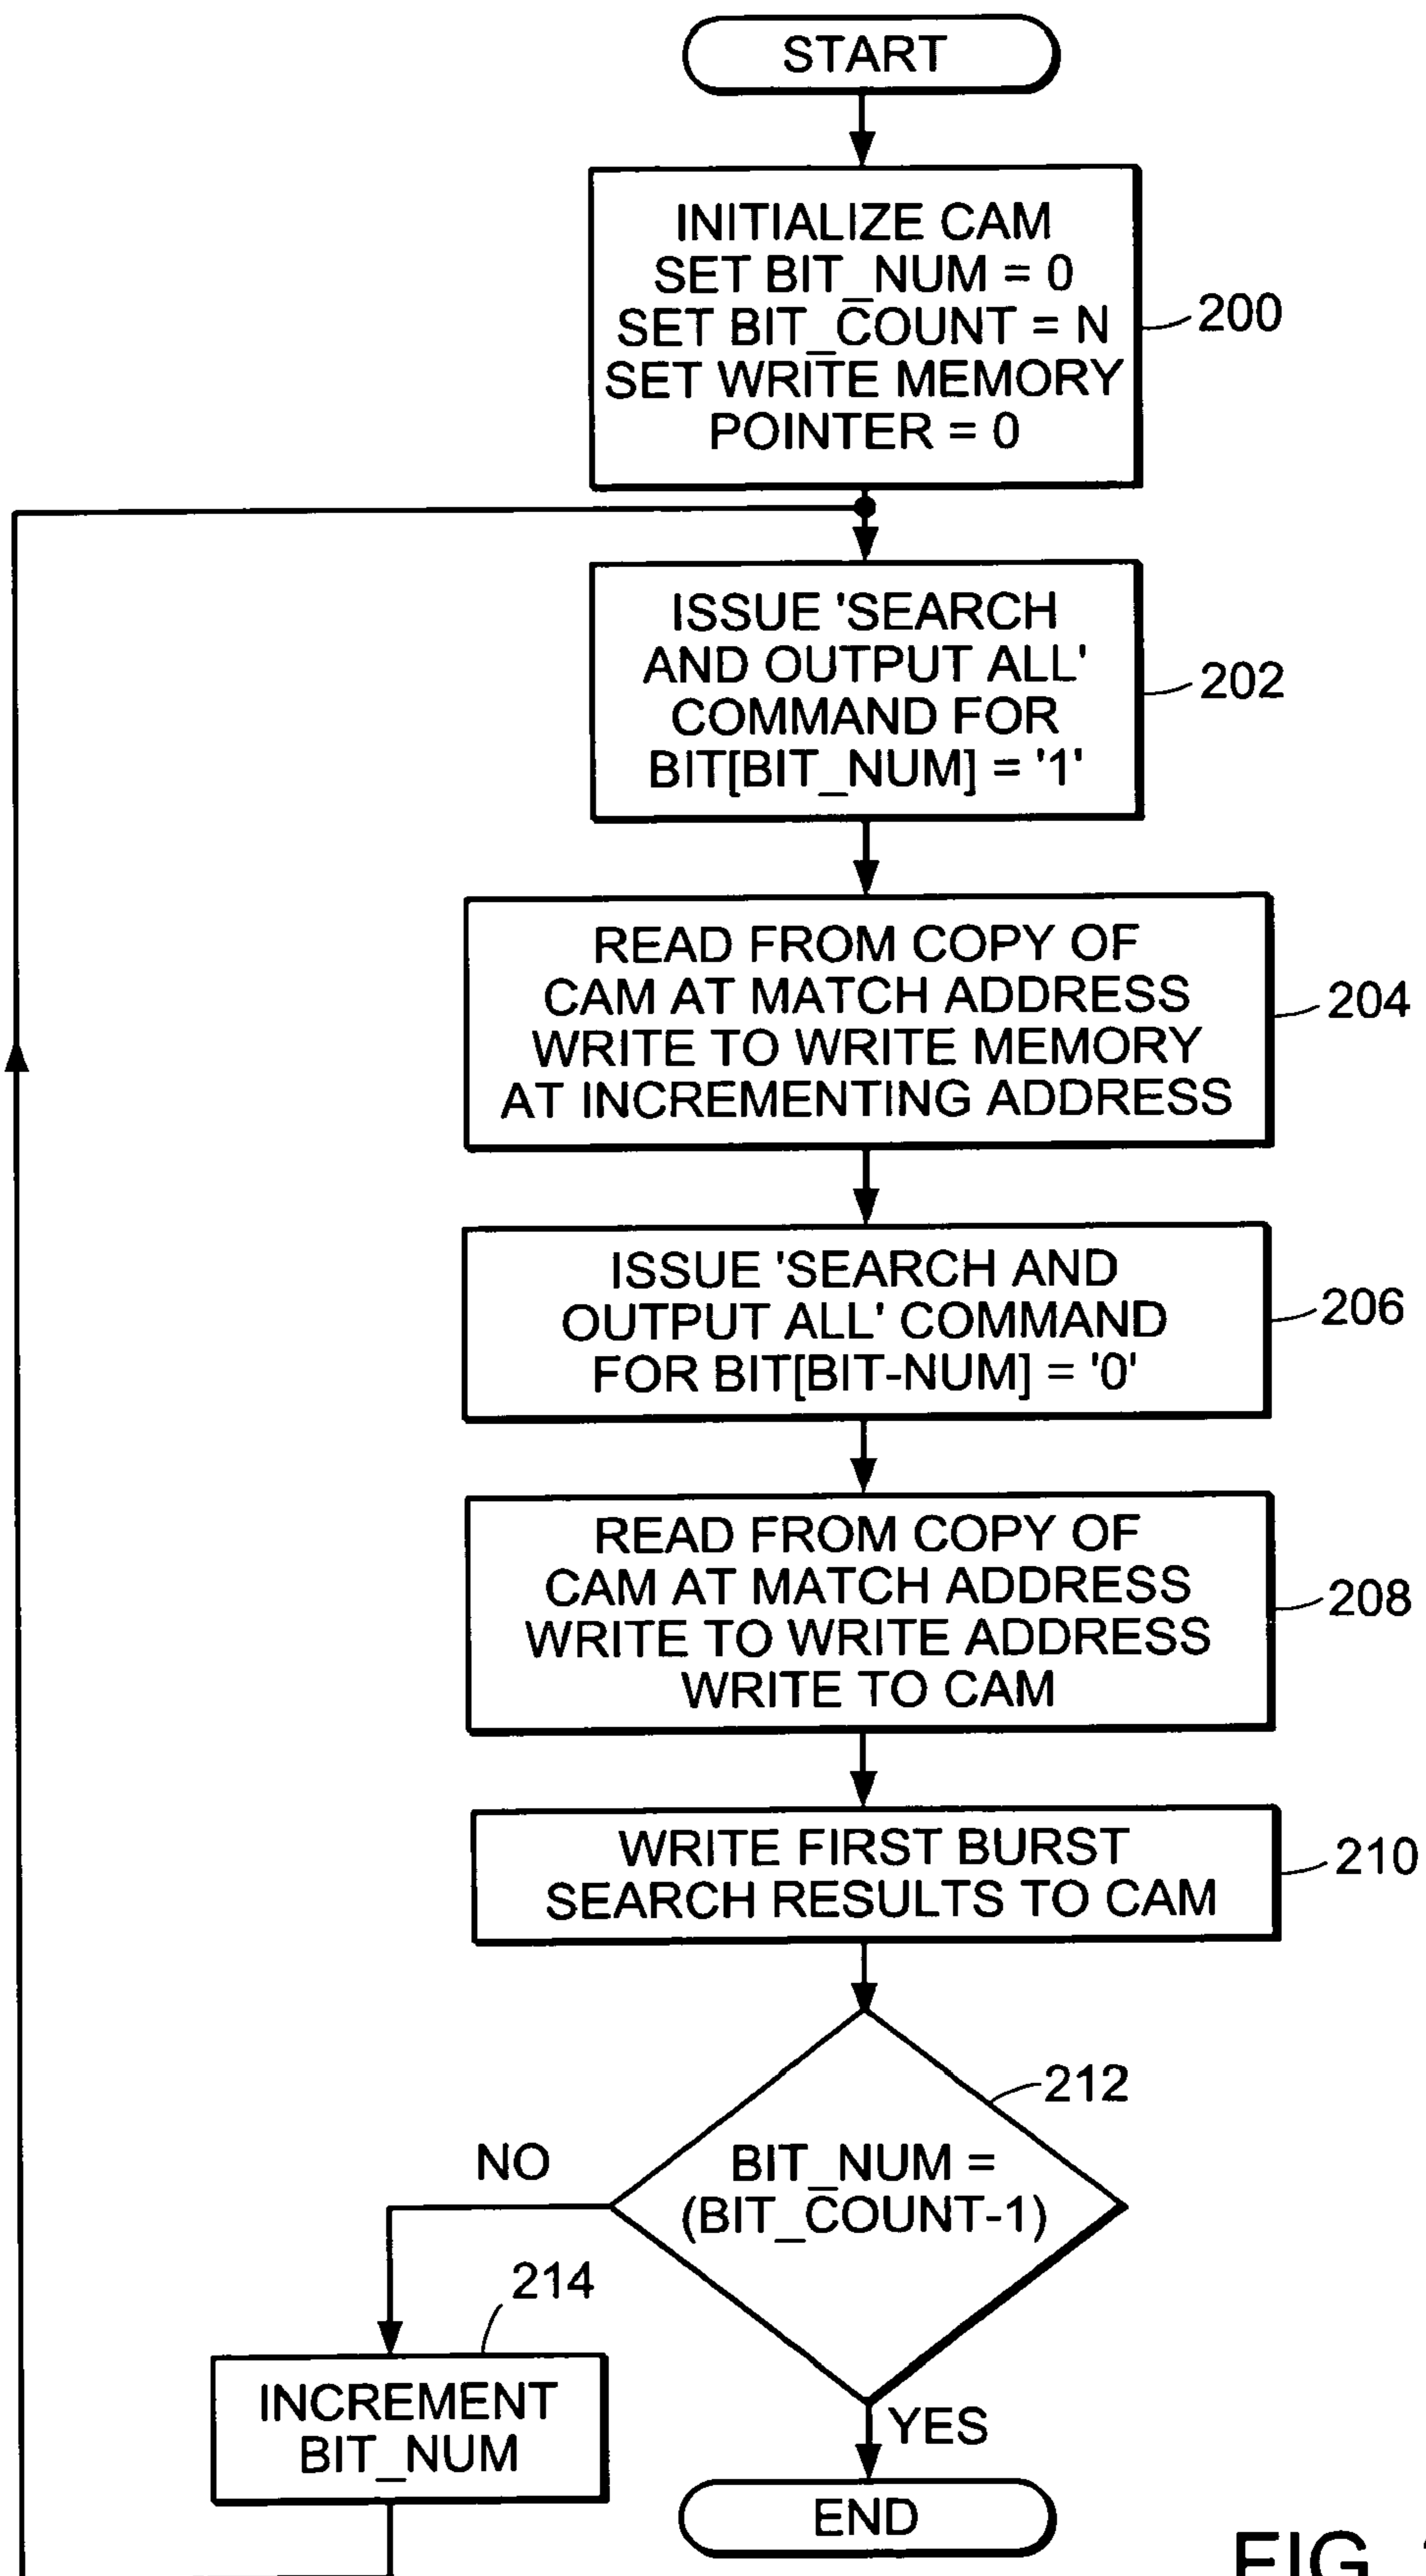 START
INITIALIZE CAM
SET BIT_NUM = 0
SET BIT_COUNT = N
SET WRITE MEMORY
POINTER = 0
200
ISSUE 'SEARCH
AND OUTPUT ALL'
COMMAND FOR
BIT[BIT_NUM] = '1'
202
READ FROM COPY OF
CAM AT MATCH ADDRESS
WRITE TO WRITE MEMORY
AT INCREMENTING ADDRESS
204
ISSUE 'SEARCH AND
OUTPUT ALL' COMMAND
FOR BIT[BIT-NUM] = '0'
206
READ FROM COPY OF
CAM AT MATCH ADDRESS
WRITE TO WRITE ADDRESS
WRITE TO CAM
208
WRITE FIRST BURST
SEARCH RESULTS TO CAM
210
212
BIT_NUM =
(BIT_COUNT-1)
NO
214
INCREMENT
BIT_NUM
YES
END
FIG